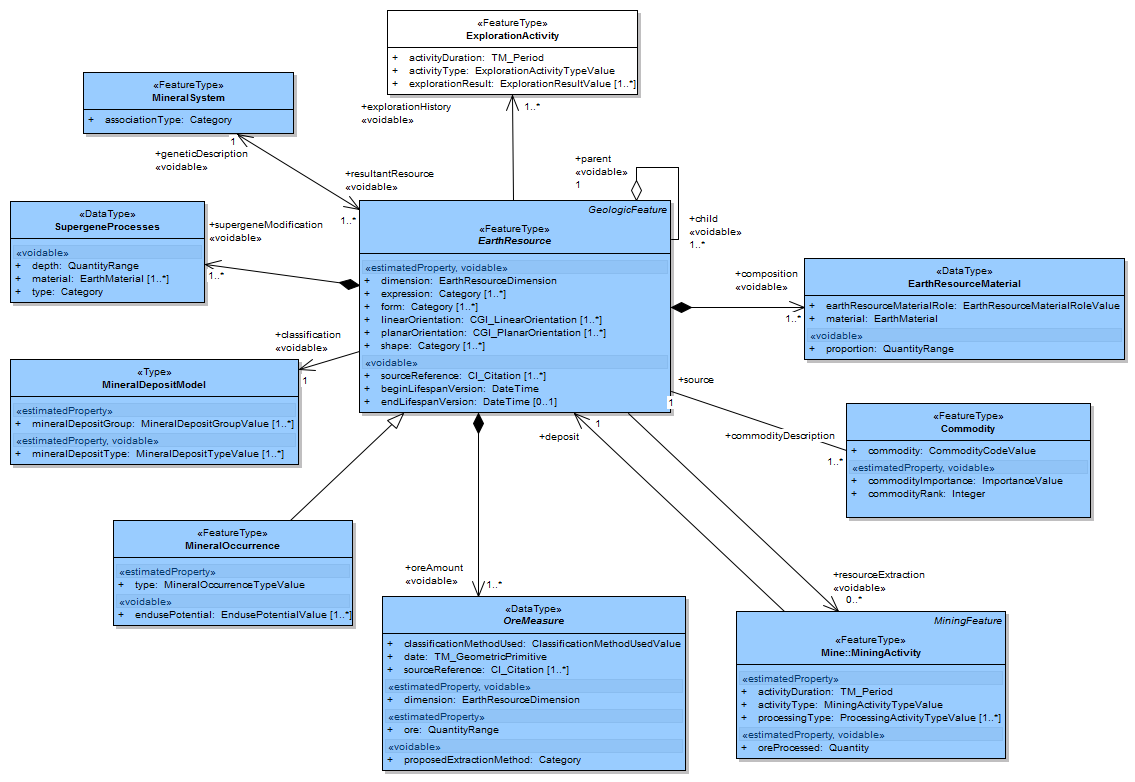 «FeatureType»
ExplorationActivity
+ activityDuration: TM_Period
+ activityType: ExplorationActivityTypeValue
+ explorationResult: ExplorationResultValue [1..*]
«FeatureType»
MineralSystem
+ associationType: Category
+explorationHistory
«voidable»
1..*
1
+geneticDescription
«voidable»
+resultantResource
«voidable»
1..*
+parent
«voidable»
1
+child
«voidable»
1..*
«DataType»
SupergeneProcesses
«voidable»
+ depth: QuantityRange
+ material: EarthMaterial [1..*]
+ type: Category
+supergeneModification
«voidable»
1..*
GeologicFeature
«FeatureType»
EarthResource
«estimatedProperty, voidable»
+ dimension: EarthResourceDimension
+ expression: Category [1..*]
+ form: Category [1..*]
+ linearOrientation: CGI_LinearOrientation [1..*]
+ planarOrientation: CGI_PlanarOrientation [1..*]
+ shape: Category [1..*]
«voidable»
+ sourceReference: CI_Citation [1..*]
+ beginLifespanVersion: DateTime
+ endLifespanVersion: DateTime [0..1]
+composition
«voidable»
1..*
«DataType»
EarthResourceMaterial
+ earthResourceMaterialRole: EarthResourceMaterialRoleValue
+ material: EarthMaterial
«voidable»
+ proportion: QuantityRange
+classification
«voidable»
1
«Type»
MineralDepositModel
«estimatedProperty»
+ mineralDepositGroup: MineralDepositGroupValue [1..*]
«estimatedProperty, voidable»
+ mineralDepositType: MineralDepositTypeValue [1..*]
+source
1
+commodityDescription
1..*
«FeatureType»
Commodity
+ commodity: CommodityCodeValue
«estimatedProperty, voidable»
+ commodityImportance: ImportanceValue
+ commodityRank: Integer
1
+deposit
«FeatureType»
MineralOccurrence
«estimatedProperty»
+ type: MineralOccurrenceTypeValue
«voidable»
+ endusePotential: EndusePotentialValue [1..*]
+oreAmount
«voidable»
1..*
+resourceExtraction
«voidable»
0..*
«DataType»
OreMeasure
+ classificationMethodUsed: ClassificationMethodUsedValue
+ date: TM_GeometricPrimitive
+ sourceReference: CI_Citation [1..*]
«estimatedProperty, voidable»
+ dimension: EarthResourceDimension
«estimatedProperty»
+ ore: QuantityRange
«voidable»
+ proposedExtractionMethod: Category
MiningFeature
«FeatureType»
Mine::MiningActivity
«estimatedProperty»
+ activityDuration: TM_Period
+ activityType: MiningActivityTypeValue
+ processingType: ProcessingActivityTypeValue [1..*]
«estimatedProperty, voidable»
+ oreProcessed: Quantity